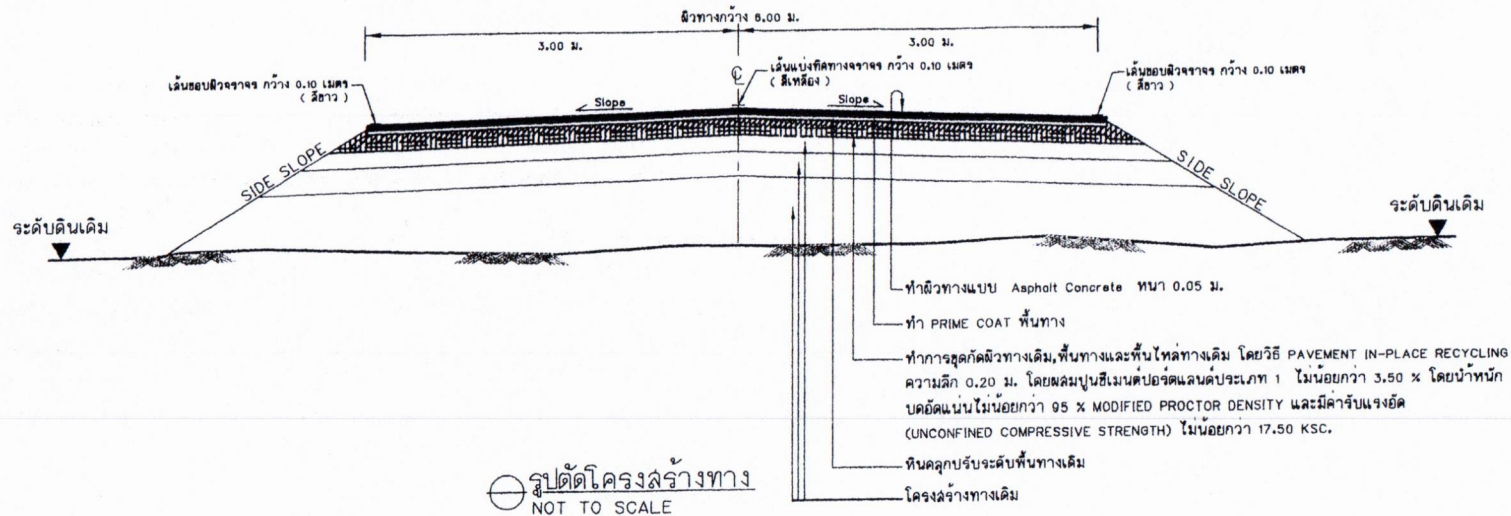 ผิวทางกว้าง 6.00 ม.
3.00 ม.
3.00 ม.
เส้นขอบผิวจราจร กว้าง 0.10 เมตร
( สีขาว )
℄
เส้นแบ่งทิศทางจราจร กว้าง 0.10 เมตร
( สีเหลือง )
เส้นขอบผิวจราจร กว้าง 0.10 เมตร
( สีขาว )
Slope
Slope
SIDE SLOPE
SIDE SLOPE
ระดับดินเดิม
ระดับดินเดิม
ทำผิวทางแบบ Asphalt Concrete หนา 0.05 ม.
ทำ PRIME COAT พื้นทาง
ทำการขุดกัดผิวทางเดิม,พื้นทางและพื้นไหล่ทางเดิม โดยวิธี PAVEMENT IN-PLACE RECYCLING
ความลึก 0.20 ม. โดยผสมปูนซีเมนต์ปอร์ตแลนด์ประเภท 1 ไม่น้อยกว่า 3.50 % โดยน้ำหนัก
บดอัดแน่นไม่น้อยกว่า 95 % MODIFIED PROCTOR DENSITY และมีค่ารับแรงอัด
(UNCONFINED COMPRESSIVE STRENGTH) ไม่น้อยกว่า 17.50 KSC.
หินคลุกปรับระดับพื้นทางเดิม
โครงสร้างทางเดิม
รูปตัดโครงสร้างทาง
NOT TO SCALE